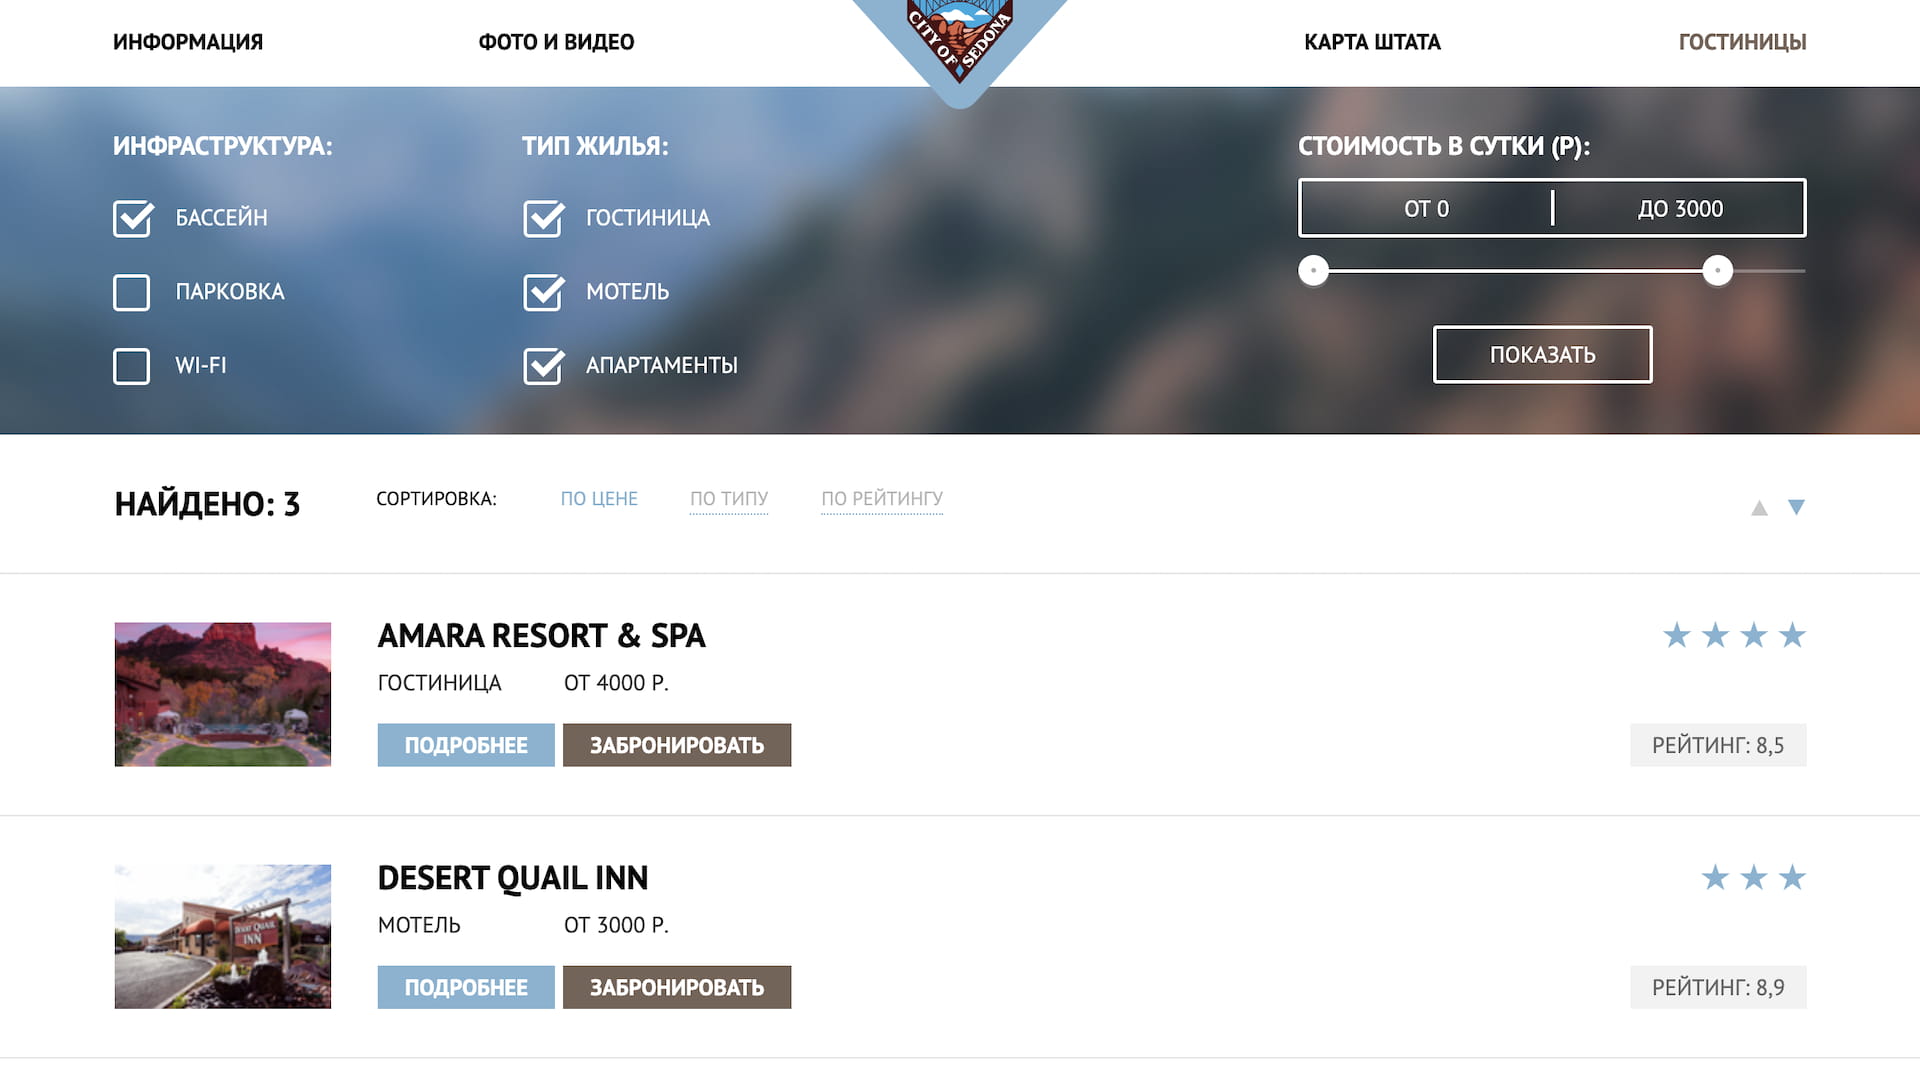 ИНФОРМАЦИЯ
ФОТО И ВИДЕО
CITY OF SEDONA
КАРТА ШТАТА
ГОСТИНИЦЫ
ИНФРАСТРУКТУРА:
БАССЕЙН
ПАРКОВКА
WI-FI
ТИП ЖИЛЬЯ:
ГОСТИНИЦА
МОТЕЛЬ
АПАРТАМЕНТЫ
СТОИМОСТЬ В СУТКИ (Р):
ОТ 0
ДО 3000
ПОКАЗАТЬ
НАЙДЕНО: 3
СОРТИРОВКА:
ПО ЦЕНЕ
ПО ТИПУ
ПО РЕЙТИНГУ
AMARA RESORT & SPA
ГОСТИНИЦА
ОТ 4000 Р.
ПОДРОБНЕЕ
ЗАБРОНИРОВАТЬ
РЕЙТИНГ: 8,5
DESERT QUAIL INN
МОТЕЛЬ
ОТ 3000 Р.
DESERT QUAIL
INN
ПОДРОБНЕЕ
ЗАБРОНИРОВАТЬ
РЕЙТИНГ: 8,9